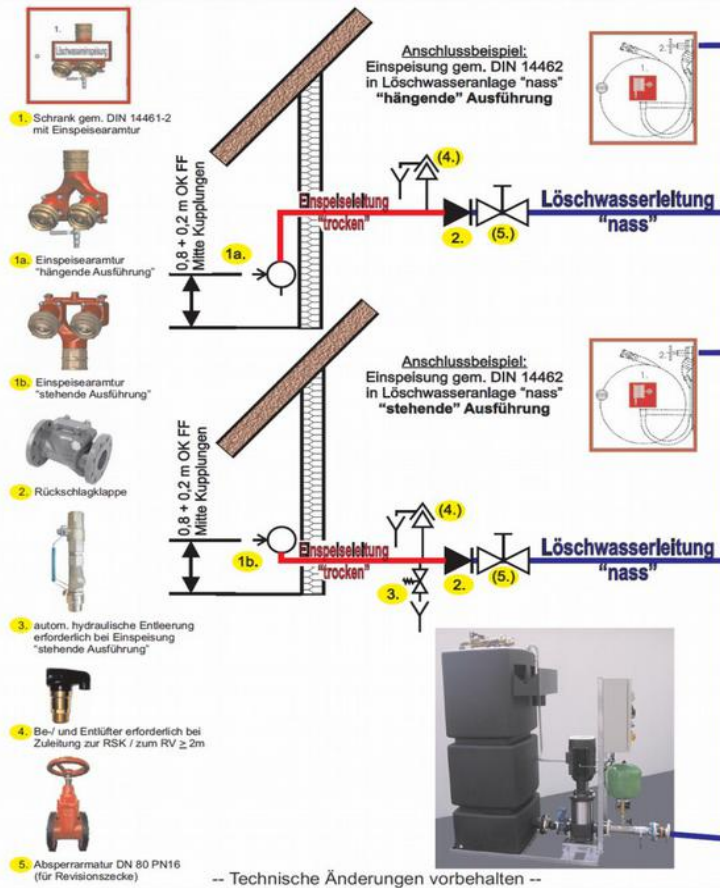 1.
Löschwassereinspeisung
1. Schrank gem. DIN 14461-2
mit Einspeisearamtur
1a. Einspeisearamtur
"hängende Ausführung"
1b. Einspeisearamtur
"stehende Ausführung"
2. Rückschlagklappe
3. autom. hydraulische Entleerung
erforderlich bei Einspeisung
"stehende Ausführung"
4. Be-/ und Entlüfter erforderlich bei
Zuleitung zur RSK / zum RV ≥ 2m
5. Absperrarmatur DN 80 PN16
(für Revisionszecke)
Anschlussbeispiel:
Einspeisung gem. DIN 14462
in Löschwasseranlage "nass"
"hängende" Ausführung
2.
1.
(4.)
Einspeiseleitung
"trocken"
Löschwasserleitung
"nass"
2.
(5.)
1a.
0,8 + 0,2 m OK FF
Mitte Kupplungen
Anschlussbeispiel:
Einspeisung gem. DIN 14462
in Löschwasseranlage "nass"
"stehende" Ausführung
2.
1.
(4.)
Einspeiseleitung
"trocken"
Löschwasserleitung
"nass"
2.
(5.)
1b.
3.
0,8 + 0,2 m OK FF
Mitte Kupplungen
-- Technische Änderungen vorbehalten --